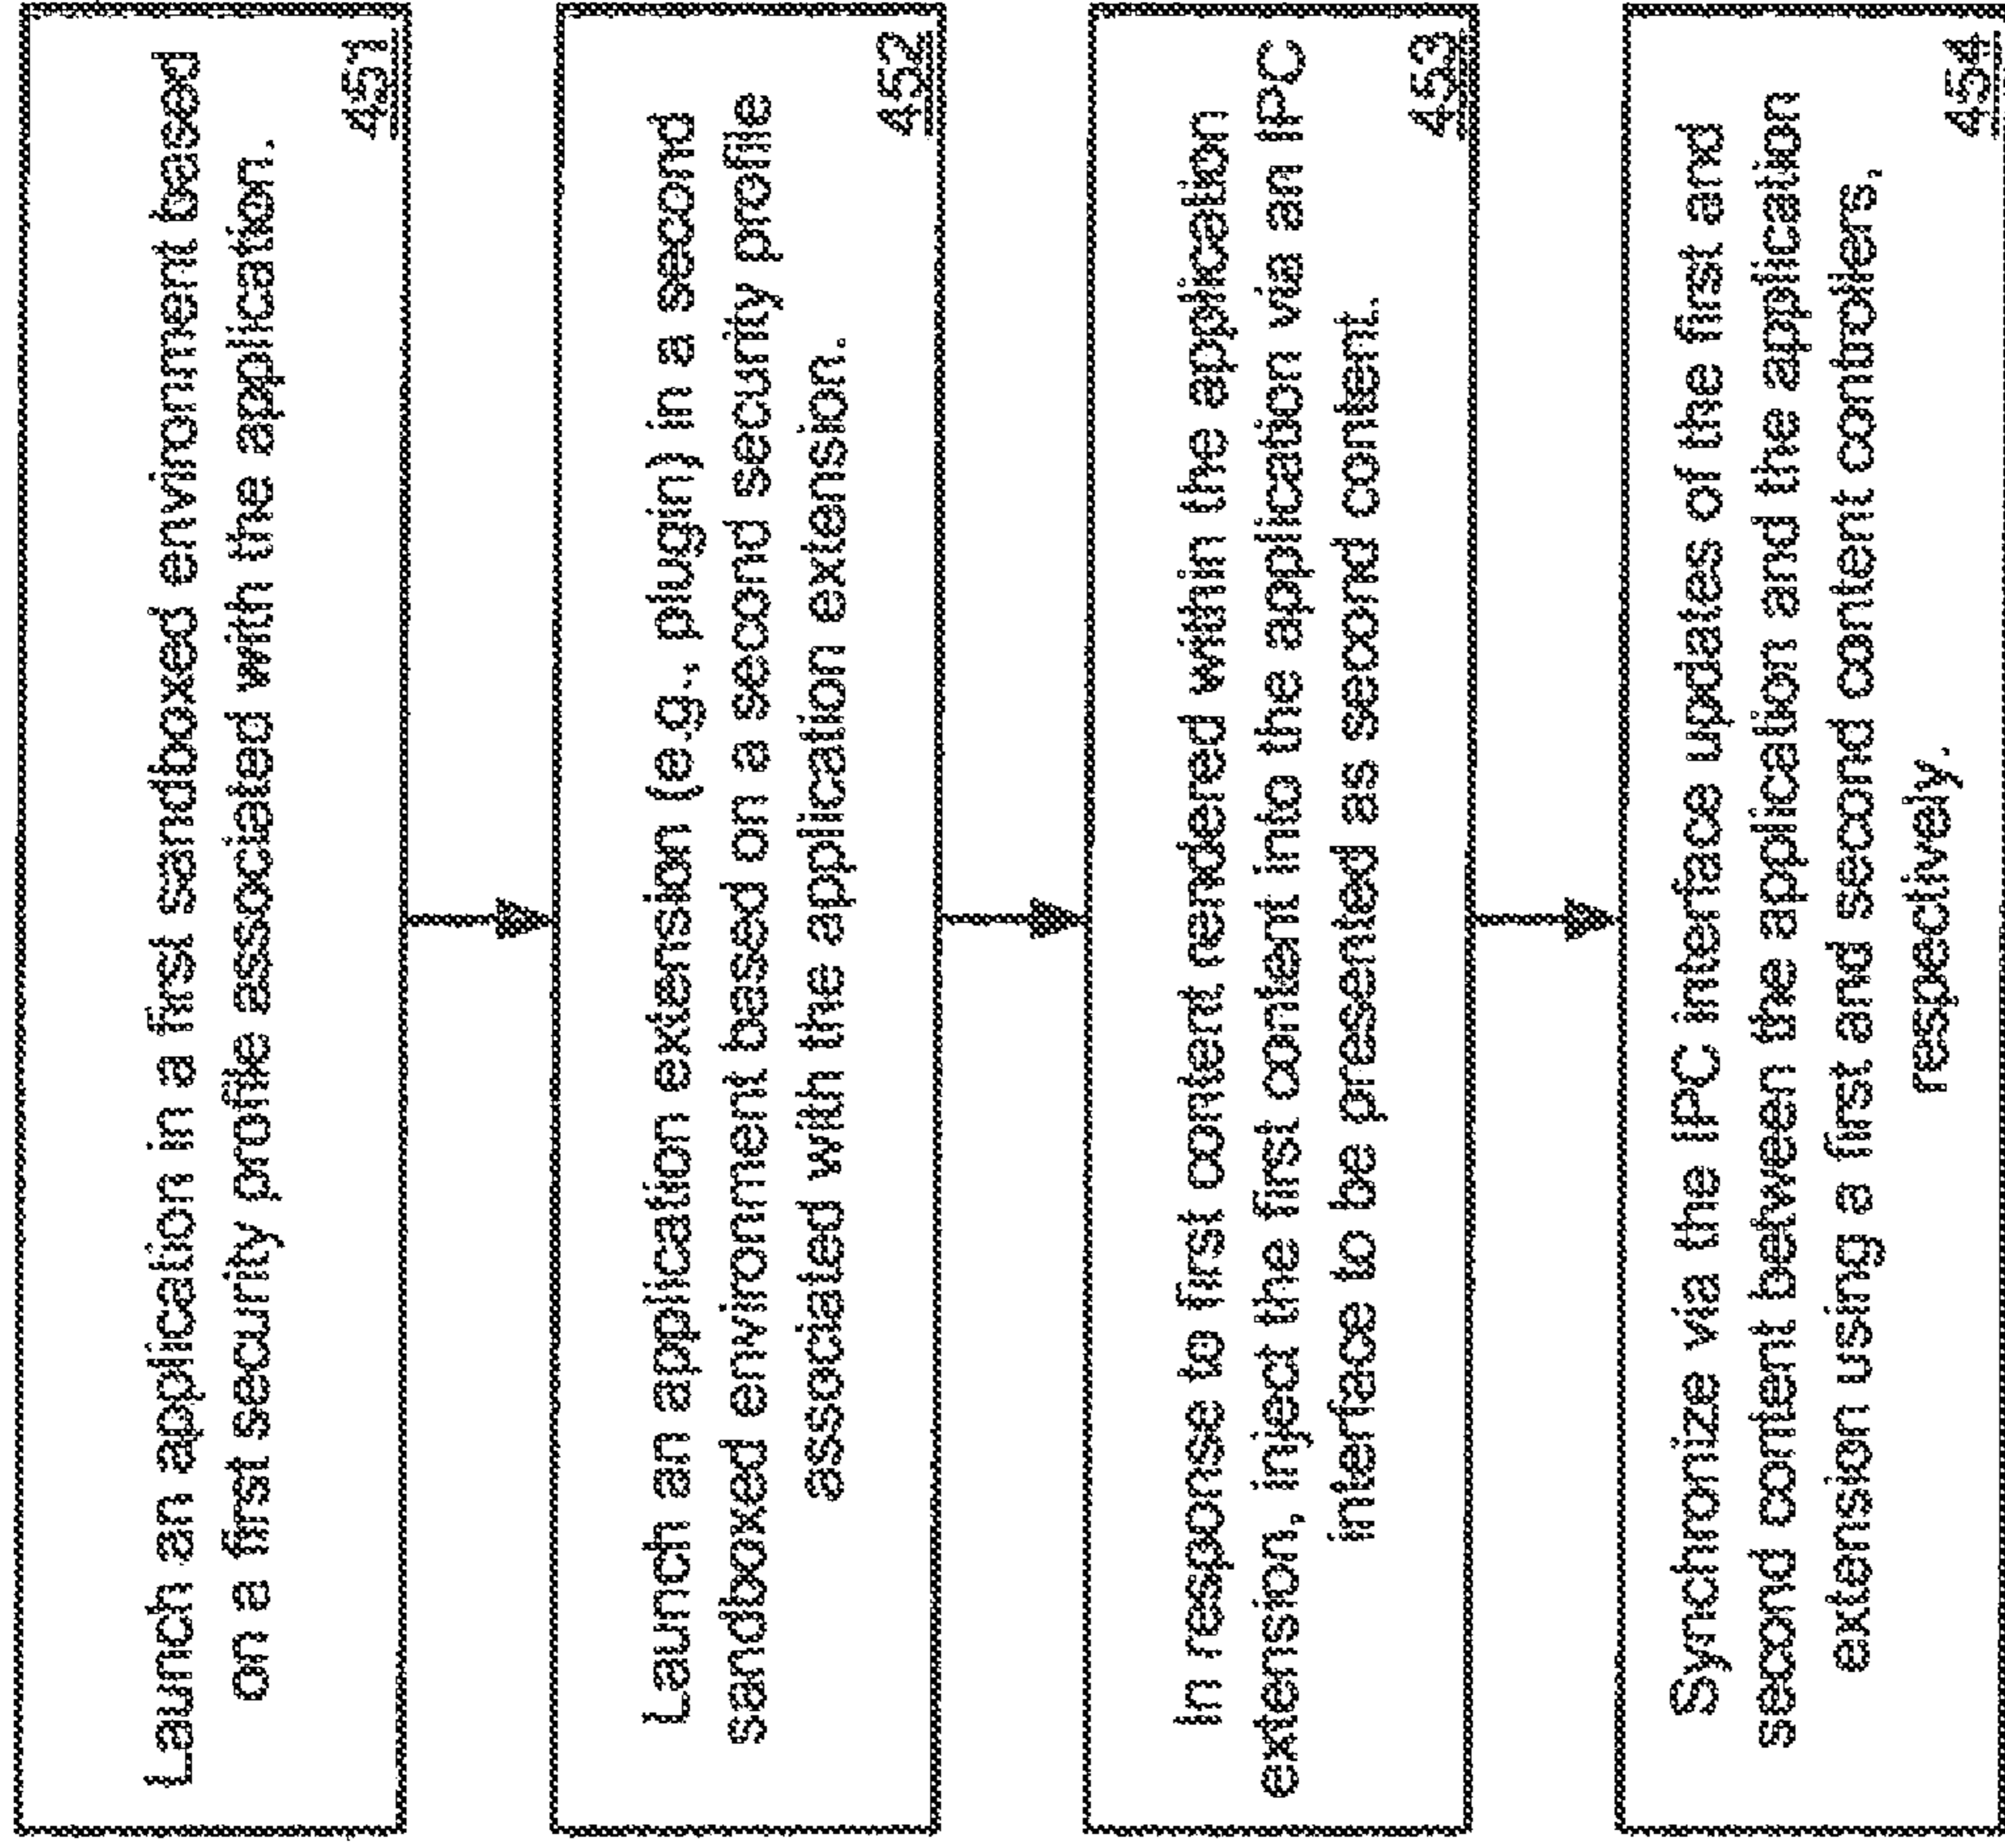 Launch an application in a first sandboxed environment based
on a first security profile associated with the application.
451
Launch an application extension (e.g., plugin) in a second
sandboxed environment based on a second security profile
associated with the application extension.
452
In response to first content rendered within the application
extension, inject the first content into the application via an IPC
interface to be presented as second content.
453
Synchronize via the IPC interface updates of the first and
second content between the application and the application
extension using a first and second content controllers,
respectively.
454